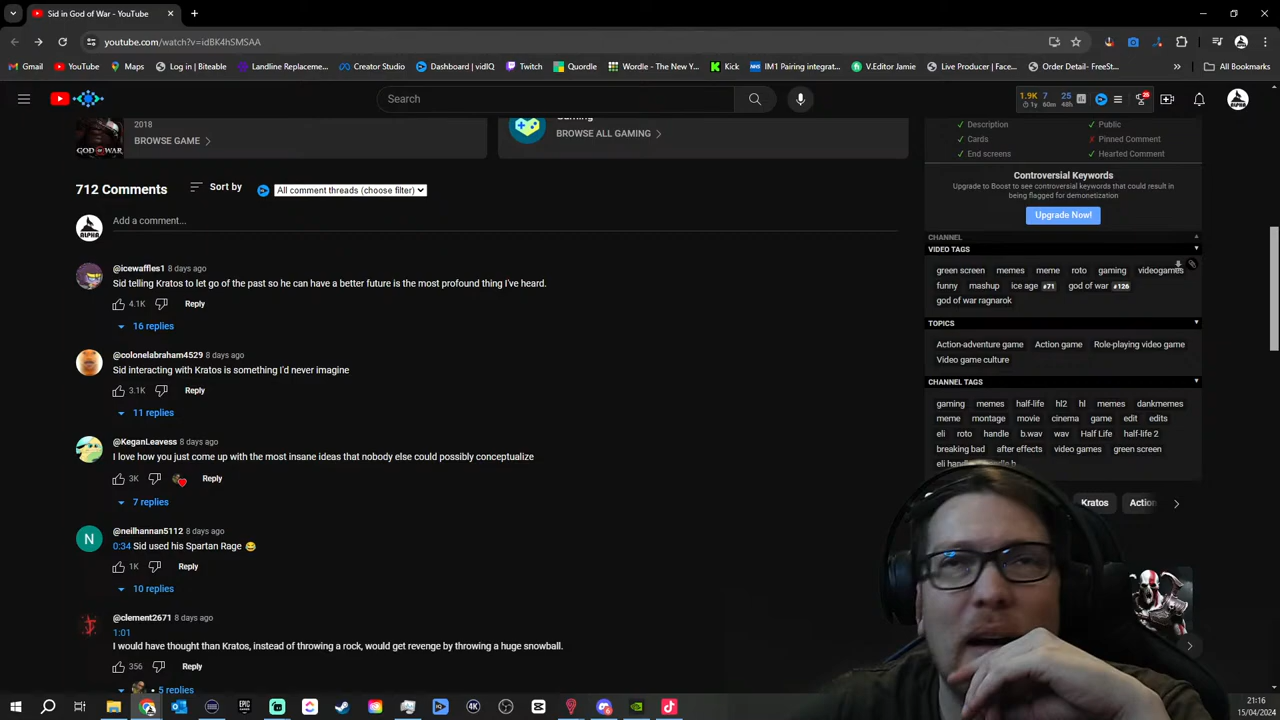 Sid in God of War - YouTube
youtube.com/watch?v=idBK4hSMSAA
Gmail YouTube Maps Log in | Biteable Landline Replaceme... Creator Studio Dashboard | vidIQ Twitch Quordle Wordle - The New Y... Kick IM1 Pairing integrat... V.Editor Jamie Live Producer | Face... Order Detail- FreeSt... All Bookmarks
Search
1.9K 7 25
1y 60m 48h
2018
BROWSE GAME
GOD OF WAR
Gaming
BROWSE ALL GAMING
Description Public
Cards Pinned Comment
End screens Hearted Comment
Controversial Keywords
Upgrade to Boost to see controversial keywords that could result in
being flagged for demonetization
Upgrade Now!
712 Comments Sort by All comment threads (choose filter)
ALPHA Add a comment...
@icewaffles1 8 days ago
Sid telling Kratos to let go of the past so he can have a better future is the most profound thing I've heard.
4.1K Reply
16 replies
@colonelabraham4529 8 days ago
Sid interacting with Kratos is something I'd never imagine
3.1K Reply
11 replies
@KeganLeavess 8 days ago
I love how you just come up with the most insane ideas that nobody else could possibly conceptualize
3K Reply
7 replies
N @neilhannan5112 8 days ago
0:34 Sid used his Spartan Rage 😂
1K Reply
10 replies
@clement2671 8 days ago
1:01
I would have thought than Kratos, instead of throwing a rock, would get revenge by throwing a huge snowball.
356 Reply
5 replies
CHANNEL
VIDEO TAGS
green screen memes meme roto gaming videogames
funny mashup ice age #71 god of war #126
god of war ragnarok
TOPICS
Action-adventure game Action game Role-playing video game
Video game culture
CHANNEL TAGS
gaming memes half-life hl2 hl memes dankmemes
meme montage movie cinema game edit edits
eli roto handle b.wav wav Half Life half-life 2
breaking bad after effects video games green screen
Kratos
21:16
15/04/2024